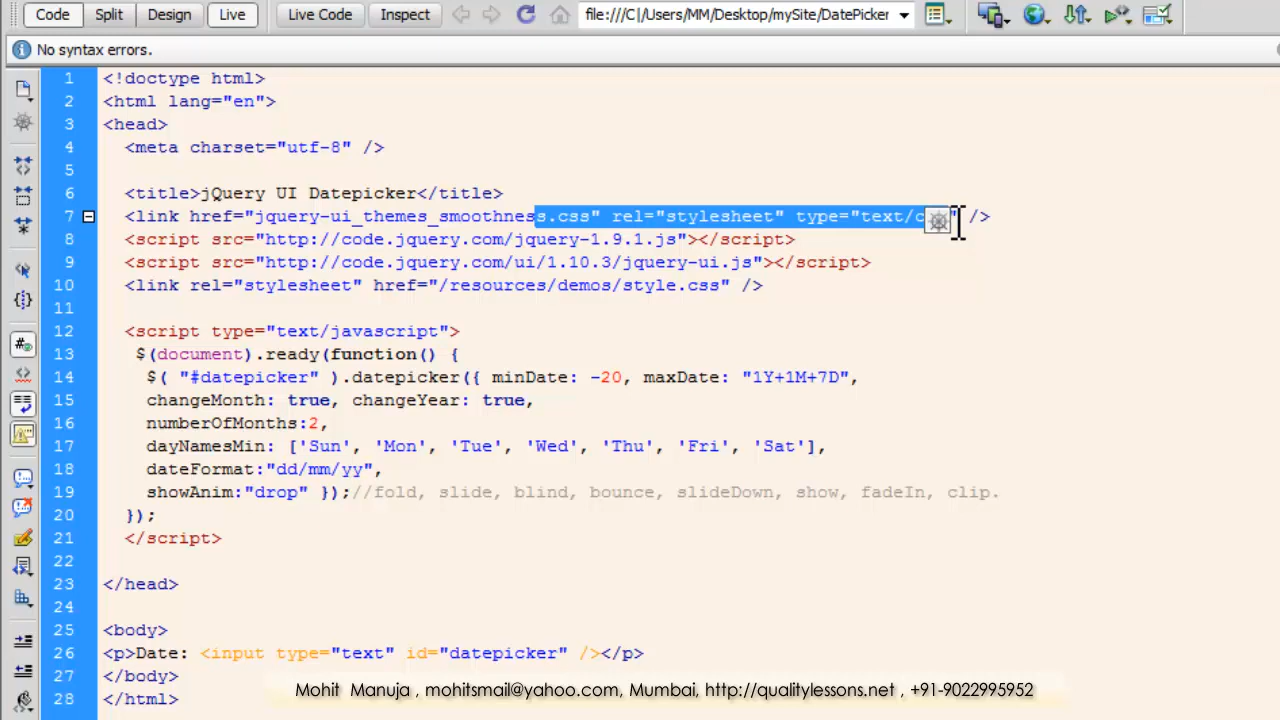 Code Split Design Live Live Code Inspect file:///C|/Users/MM/Desktop/mySite/DatePicker
No syntax errors.
1 <!doctype html>
2 <html lang="en">
3 <head>
4 <meta charset="utf-8" />
5
6 <title>jQuery UI Datepicker</title>
7 <link href="jquery-ui_themes_smoothness.css" rel="stylesheet" type="text/c" />
8 <script src="http://code.jquery.com/jquery-1.9.1.js"></script>
9 <script src="http://code.jquery.com/ui/1.10.3/jquery-ui.js"></script>
10 <link rel="stylesheet" href="/resources/demos/style.css" />
11
12 <script type="text/javascript">
13 $(document).ready(function() {
14 $( "#datepicker" ).datepicker({ minDate: -20, maxDate: "1Y+1M+7D",
15 changeMonth: true, changeYear: true,
16 numberOfMonths:2,
17 dayNamesMin: ['Sun', 'Mon', 'Tue', 'Wed', 'Thu', 'Fri', 'Sat'],
18 dateFormat:"dd/mm/yy",
19 showAnim:"drop" });//fold, slide, blind, bounce, slideDown, show, fadeIn, clip.
20 });
21 </script>
22
23 </head>
24
25 <body>
26 <p>Date: <input type="text" id="datepicker" /></p>
27 </body>
28 </html>
Mohit Manuja , mohitsmail@yahoo.com, Mumbai, http://qualitylessons.net , +91-9022995952